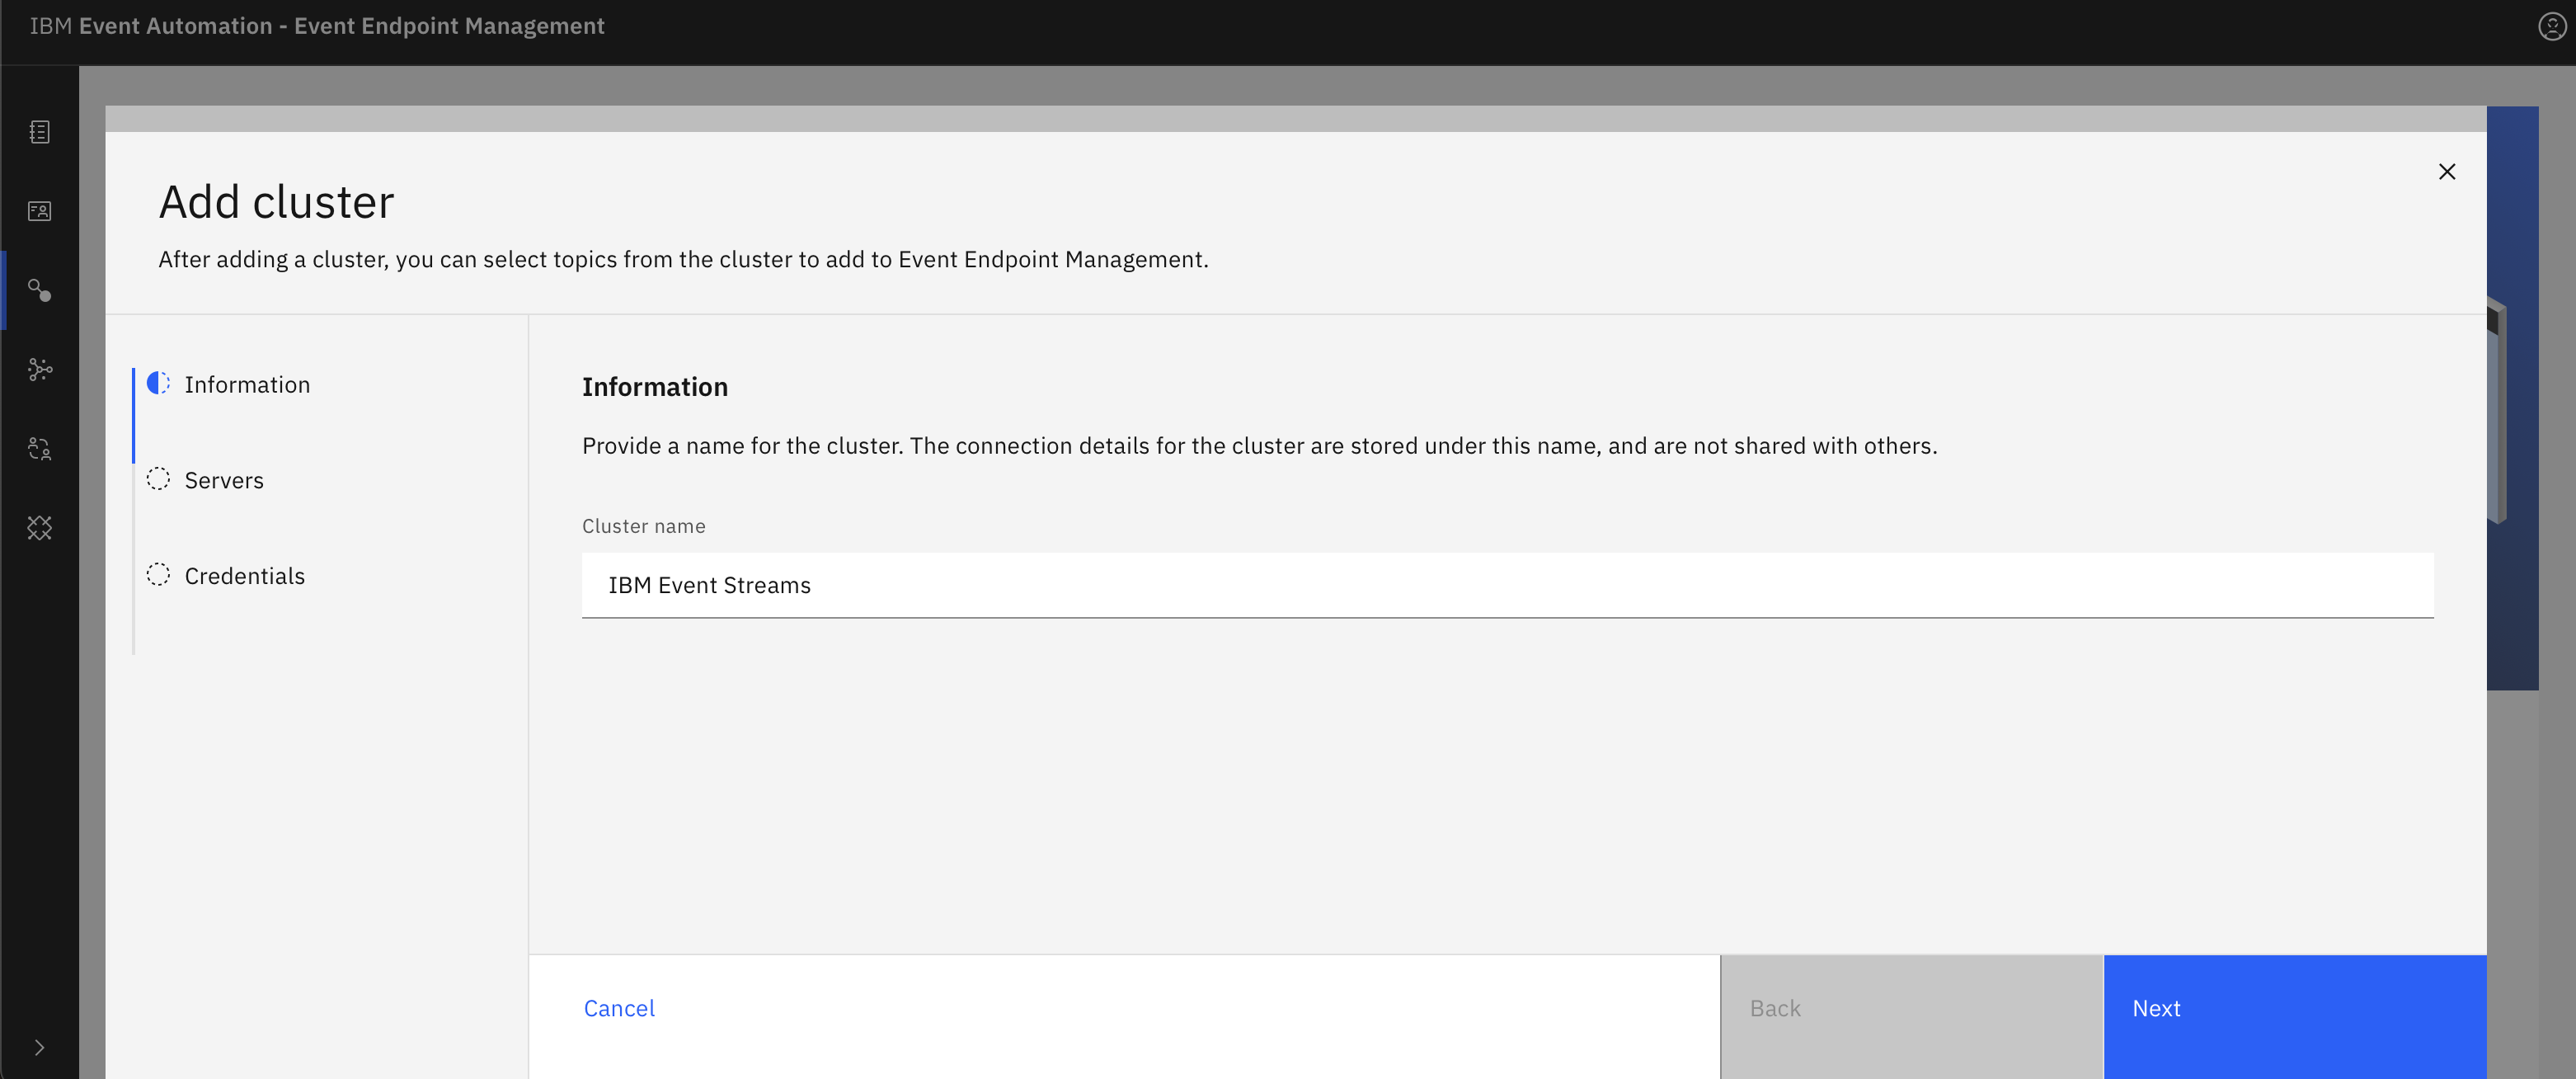 IBM Event Automation - Event Endpoint Management
Add cluster
After adding a cluster, you can select topics from the cluster to add to Event Endpoint Management.
Information
Servers
Credentials
Information
Provide a name for the cluster. The connection details for the cluster are stored under this name, and are not shared with others.
Cluster name
IBM Event Streams
Cancel
Back
Next